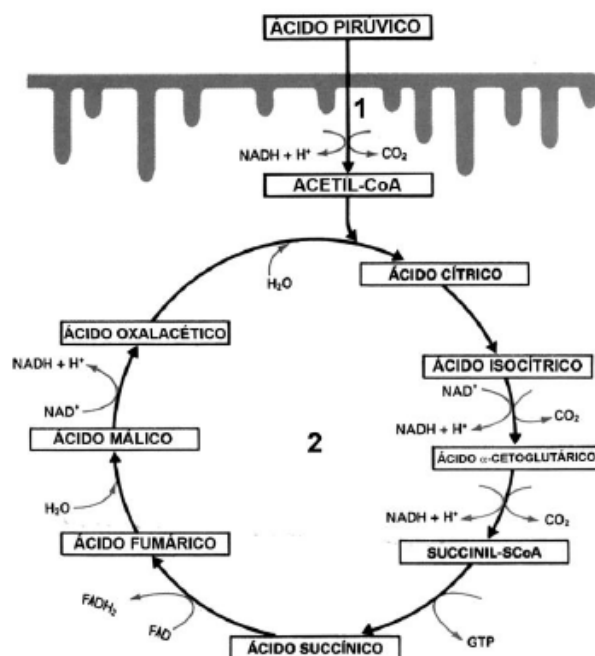 ÁCIDO PIRÚVICO
1
NADH + H⁺
CO₂
ACETIL-CoA
H₂O
ÁCIDO CÍTRICO
ÁCIDO OXALACÉTICO
ÁCIDO ISOCÍTRICO
NADH + H⁺
NAD⁺
NAD⁺
NADH + H⁺
CO₂
ÁCIDO MÁLICO
2
ÁCIDO α-CETOGLUTÁRICO
H₂O
NADH + H⁺
CO₂
ÁCIDO FUMÁRICO
SUCCINIL-SCoA
FADH₂
FAD
GTP
ÁCIDO SUCCÍNICO